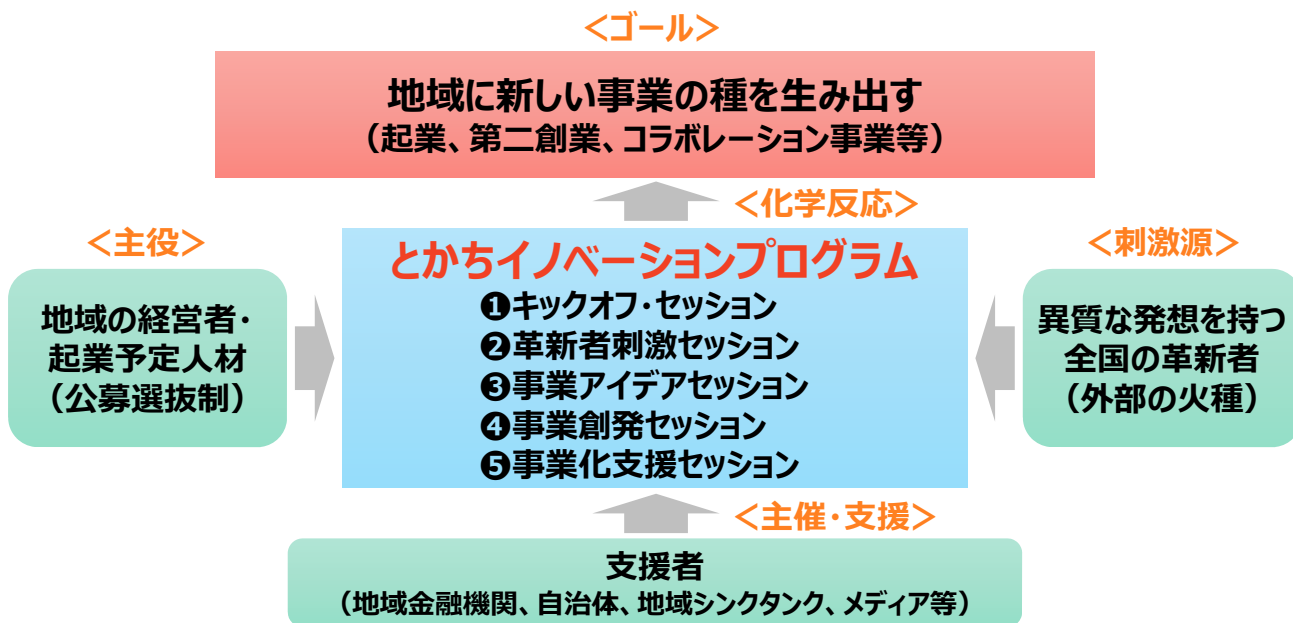 ＜ゴール＞
地域に新しい事業の種を生み出す
（起業、第二創業、コラボレーション事業等）
＜化学反応＞
＜主役＞
地域の経営者・
起業予定人材
（公募選抜制）
とかちイノベーションプログラム
❶キックオフ・セッション
❷革新者刺激セッション
❸事業アイデアセッション
❹事業創発セッション
❺事業化支援セッション
＜刺激源＞
異質な発想を持つ
全国の革新者
（外部の火種）
＜主催・支援＞
支援者
（地域金融機関、自治体、地域シンクタンク、メディア等）